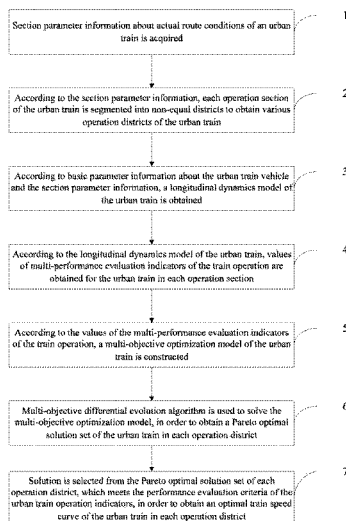 Section parameter information about actual route conditions of an urban
train is acquired
1
According to the section parameter information, each operation section
of the urban train is segmented into non-equal districts to obtain various
operation districts of the urban train
2
According to basic parameter information about the urban train vehicle
and the section parameter information, a longitudinal dynamics model of
the urban train is obtained
3
According to the longitudinal dynamics model of the urban train, values
of multi-performance evaluation indicators of the train operation are
obtained for the urban train in each operation section
4
According to the values of the multi-performance evaluation indicators
of the train operation, a multi-objective optimization model of the urban
train is constructed
5
Multi-objective differential evolution algorithm is used to solve the
multi-objective optimization model, in order to obtain a Pareto optimal
solution set of the urban train in each operation district
6
Solution is selected from the Pareto optimal solution set of each
operation district, which meets the performance evaluation criteria of the
urban train operation indicators, in order to obtain an optimal train speed
curve of the urban train in each operation district
7